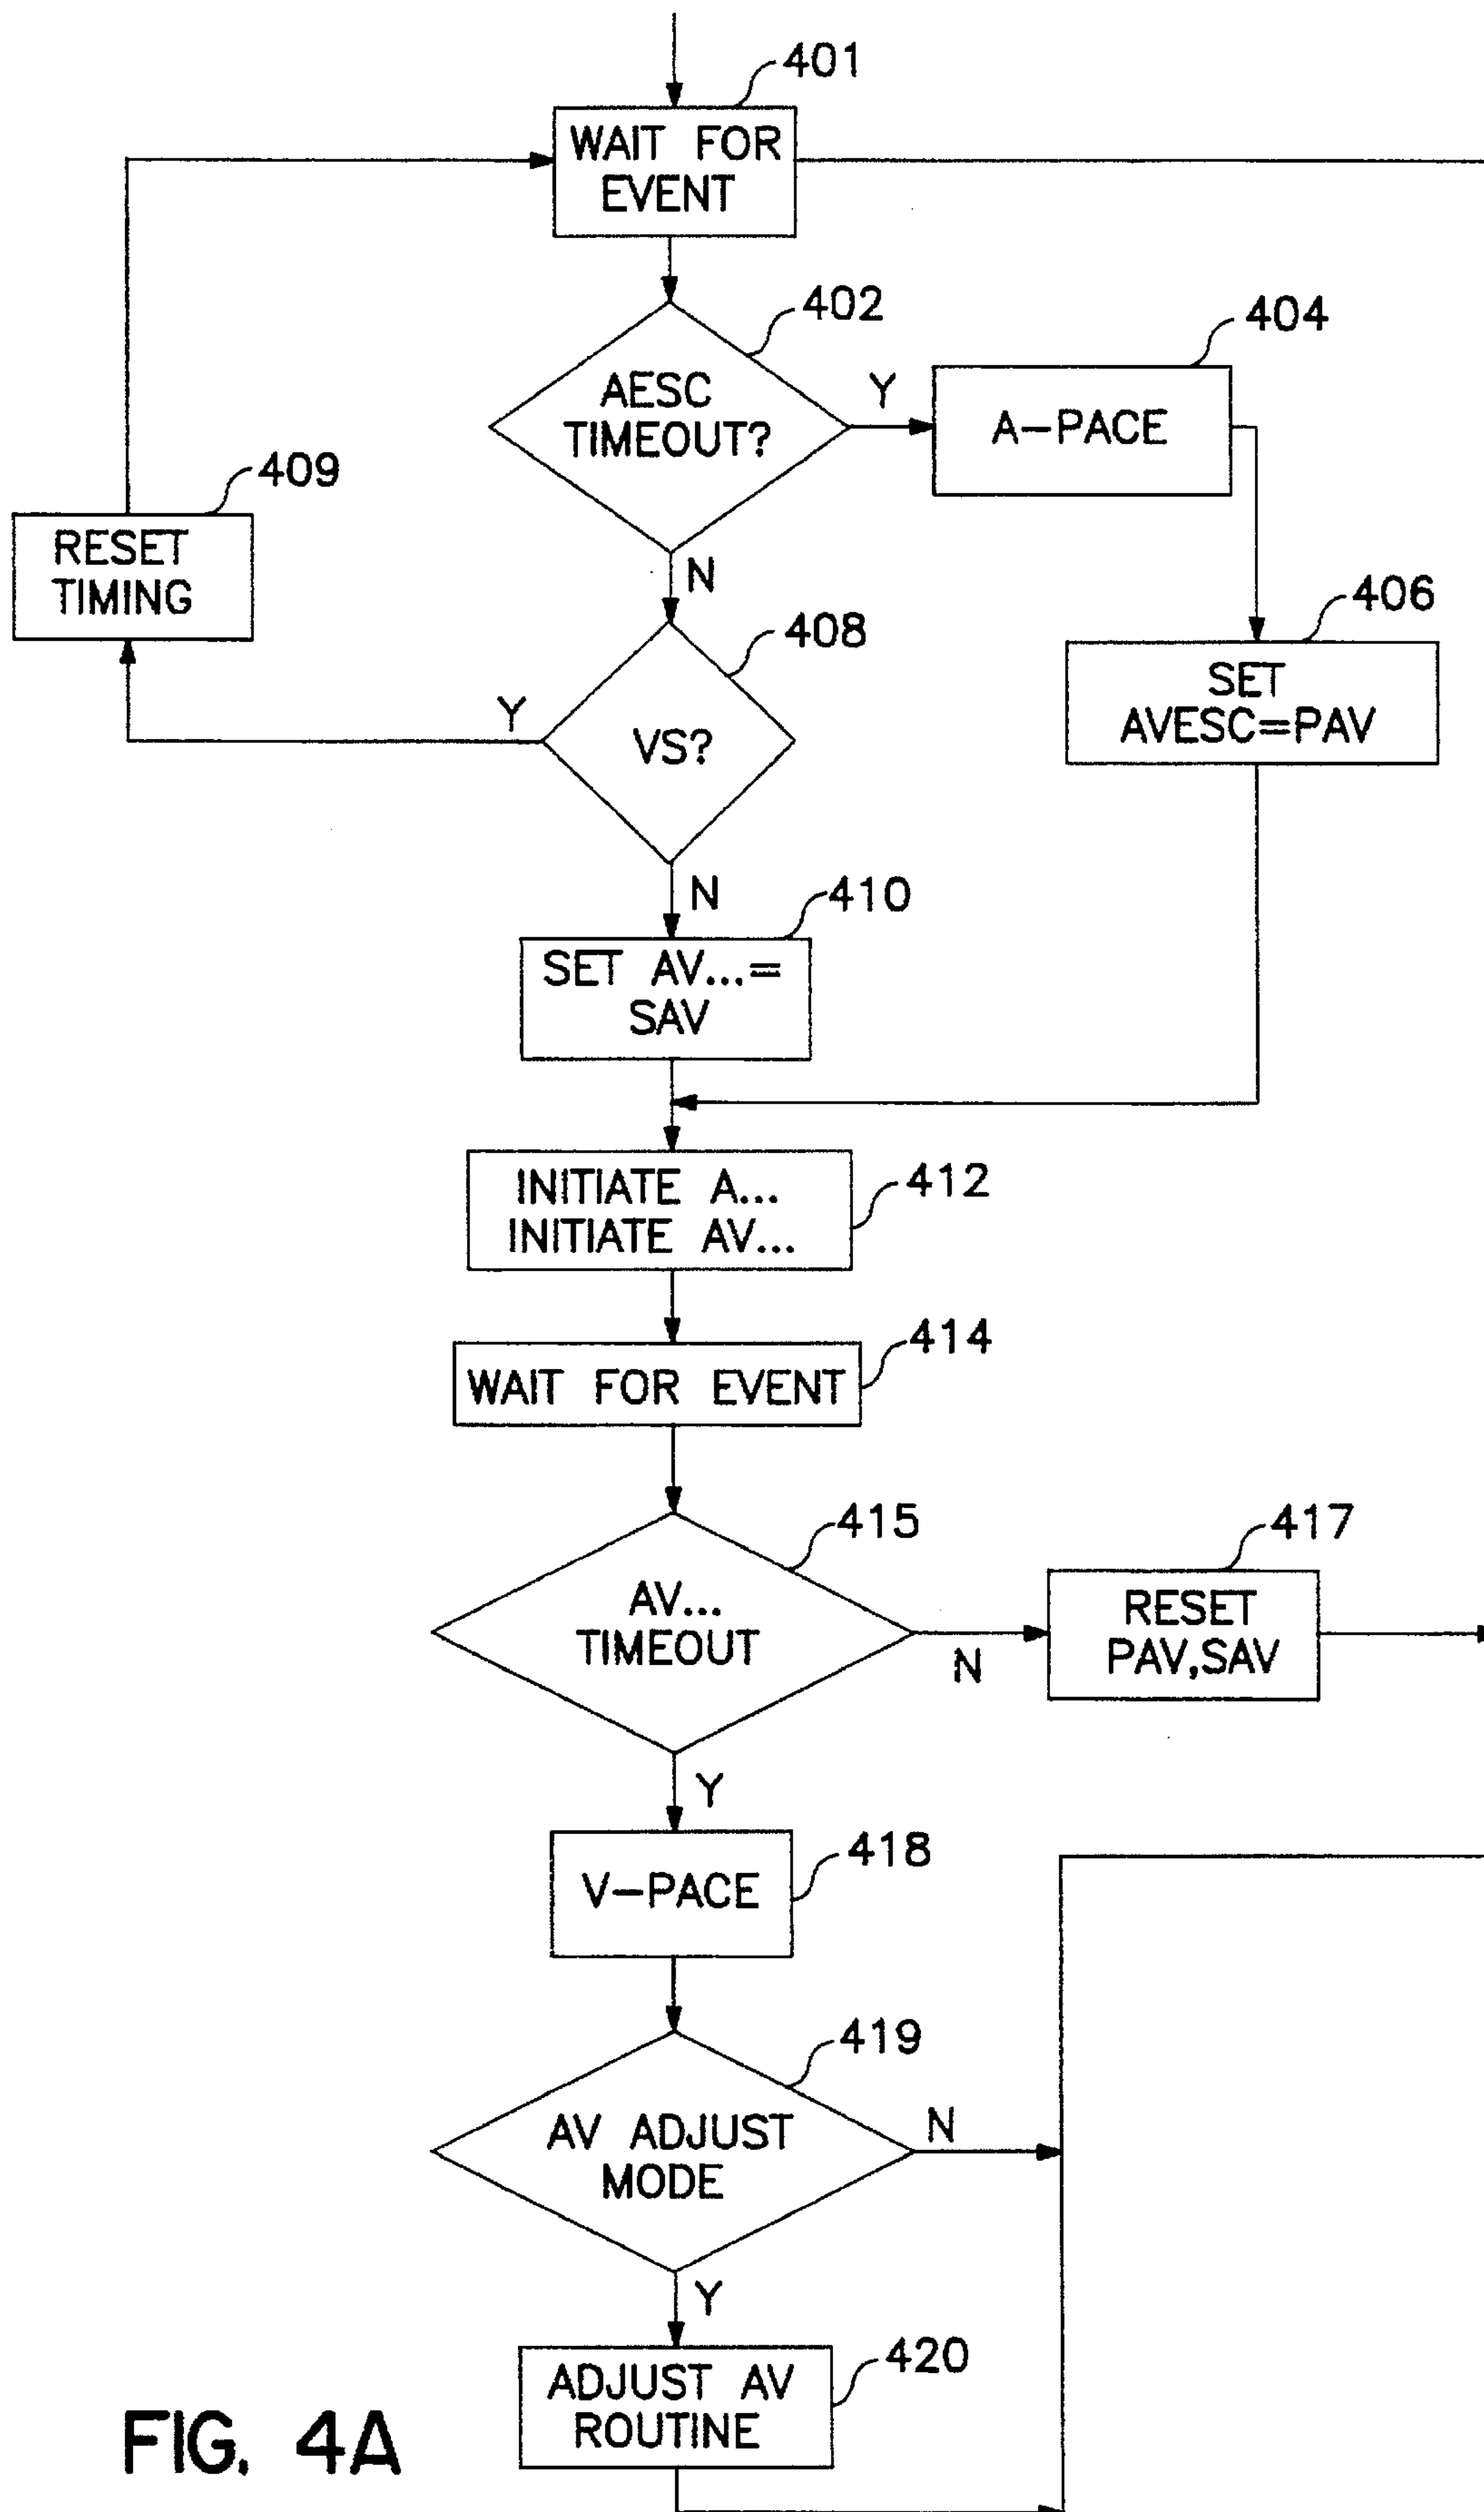 401
WAIT FOR
EVENT
402
AESC
TIMEOUT?
Y
404
A-PACE
409
RESET
TIMING
N
406
SET
AVESC=PAV
408
Y
VS?
N
410
SET AV...=
SAV
412
INITIATE A...
INITIATE AV...
414
WAIT FOR EVENT
415
AV...
TIMEOUT
N
417
RESET
PAV,SAV
Y
418
V-PACE
419
AV ADJUST
MODE
N
Y
420
ADJUST AV
ROUTINE
FIG. 4A